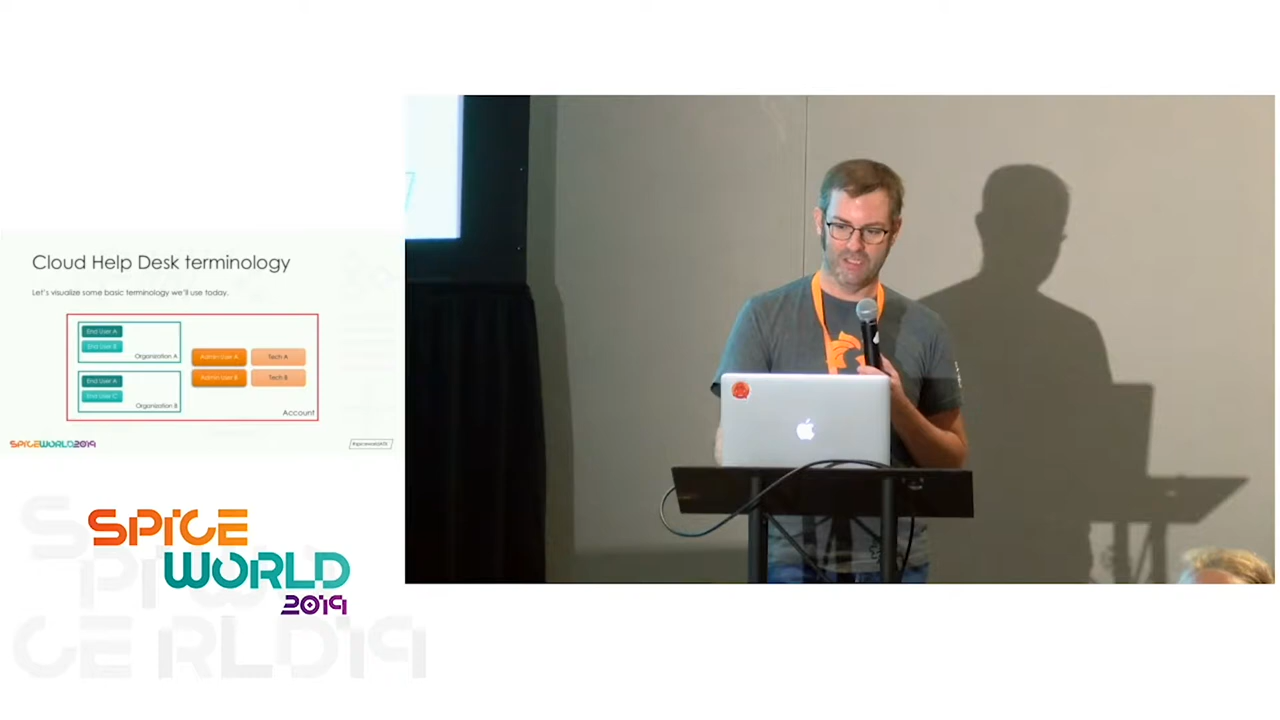 Cloud Help Desk terminology
Let's visualize some basic terminology we'll use today.
End User A
End User B
Organization A
End User A
End User C
Organization B
Admin User A
Tech A
Admin User B
Tech B
Account
SPICEWORLD2019
SPICE
WORLD
2019